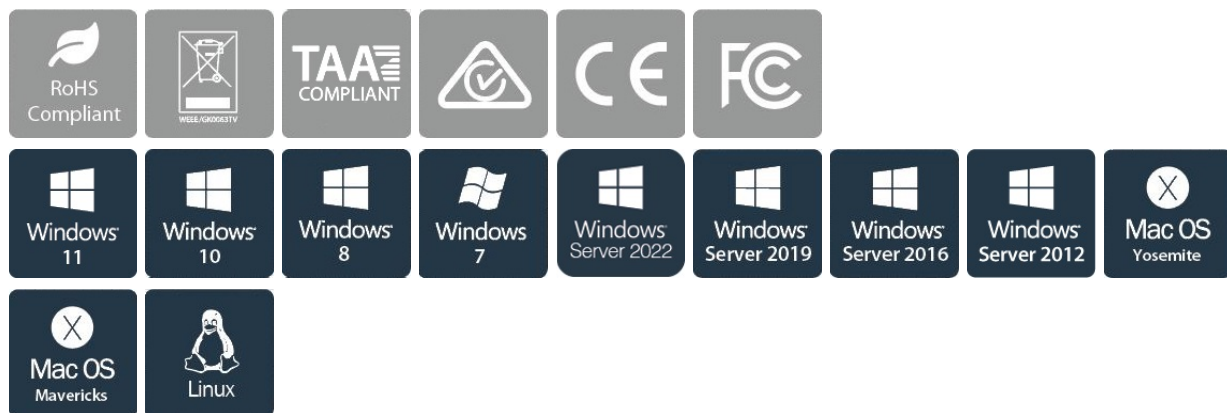 RoHS
Compliant
WEEE/GK0063TV
TAA
COMPLIANT
CE
FC
Windows
11
Windows
10
Windows
8
Windows
7
Windows
Server 2022
Windows
Server 2019
Windows
Server 2016
Windows
Server 2012
X
Mac OS
Yosemite
X
Mac OS
Mavericks
Linux